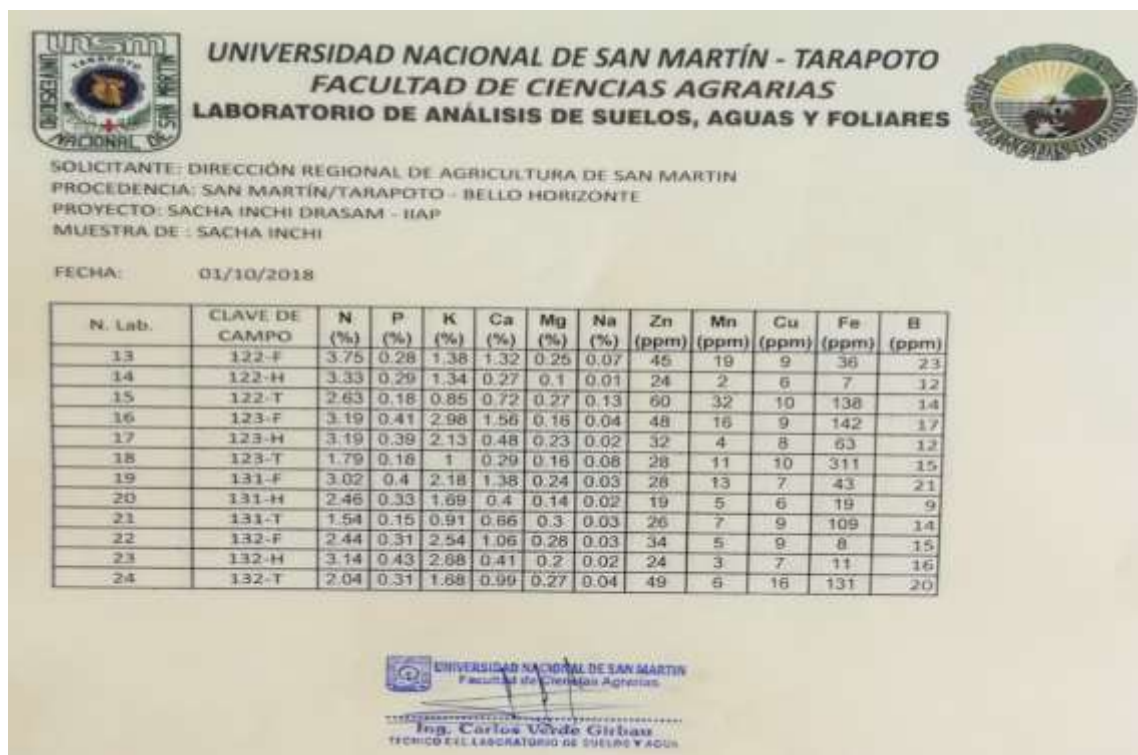 UNSM
TARAPOTO
UNIVERSIDAD NACIONAL DE SAN MARTIN
UNIVERSIDAD NACIONAL DE SAN MARTÍN - TARAPOTO
FACULTAD DE CIENCIAS AGRARIAS
LABORATORIO DE ANÁLISIS DE SUELOS, AGUAS Y FOLIARES
SOLICITANTE: DIRECCIÓN REGIONAL DE AGRICULTURA DE SAN MARTIN
PROCEDENCIA: SAN MARTÍN/TARAPOTO - BELLO HORIZONTE
PROYECTO: SACHA INCHI DRASAM - IIAP
MUESTRA DE : SACHA INCHI
FECHA: 01/10/2018
N. Lab. CLAVE DE CAMPO N (%) P (%) K (%) Ca (%) Mg (%) Na (%) Zn (ppm) Mn (ppm) Cu (ppm) Fe (ppm) B (ppm)
13 122-F 3.75 0.28 1.38 1.32 0.25 0.07 45 19 9 36 23
14 122-H 3.33 0.29 1.34 0.27 0.1 0.01 24 2 6 7 12
15 122-T 2.63 0.18 0.85 0.72 0.27 0.13 60 32 10 138 14
16 123-F 3.19 0.41 2.98 1.56 0.16 0.04 48 16 9 142 17
17 123-H 3.19 0.39 2.13 0.48 0.23 0.02 32 4 8 63 12
18 123-T 1.79 0.18 1 0.29 0.16 0.08 28 11 10 311 15
19 131-F 3.02 0.4 2.18 1.38 0.24 0.03 28 13 7 43 21
20 131-H 2.46 0.33 1.69 0.4 0.14 0.02 19 5 6 19 9
21 131-T 1.54 0.15 0.91 0.66 0.3 0.03 26 7 9 109 14
22 132-F 2.44 0.31 2.54 1.06 0.28 0.03 34 5 9 8 15
23 132-H 3.14 0.43 2.68 0.41 0.2 0.02 24 3 7 11 16
24 132-T 2.04 0.31 1.68 0.99 0.27 0.04 49 6 16 131 20
UNIVERSIDAD NACIONAL DE SAN MARTIN
Facultad de Ciencias Agrarias
Ing. Carlos Verde Girbau
TECNICO DEL LABORATORIO DE SUELOS Y AGUA